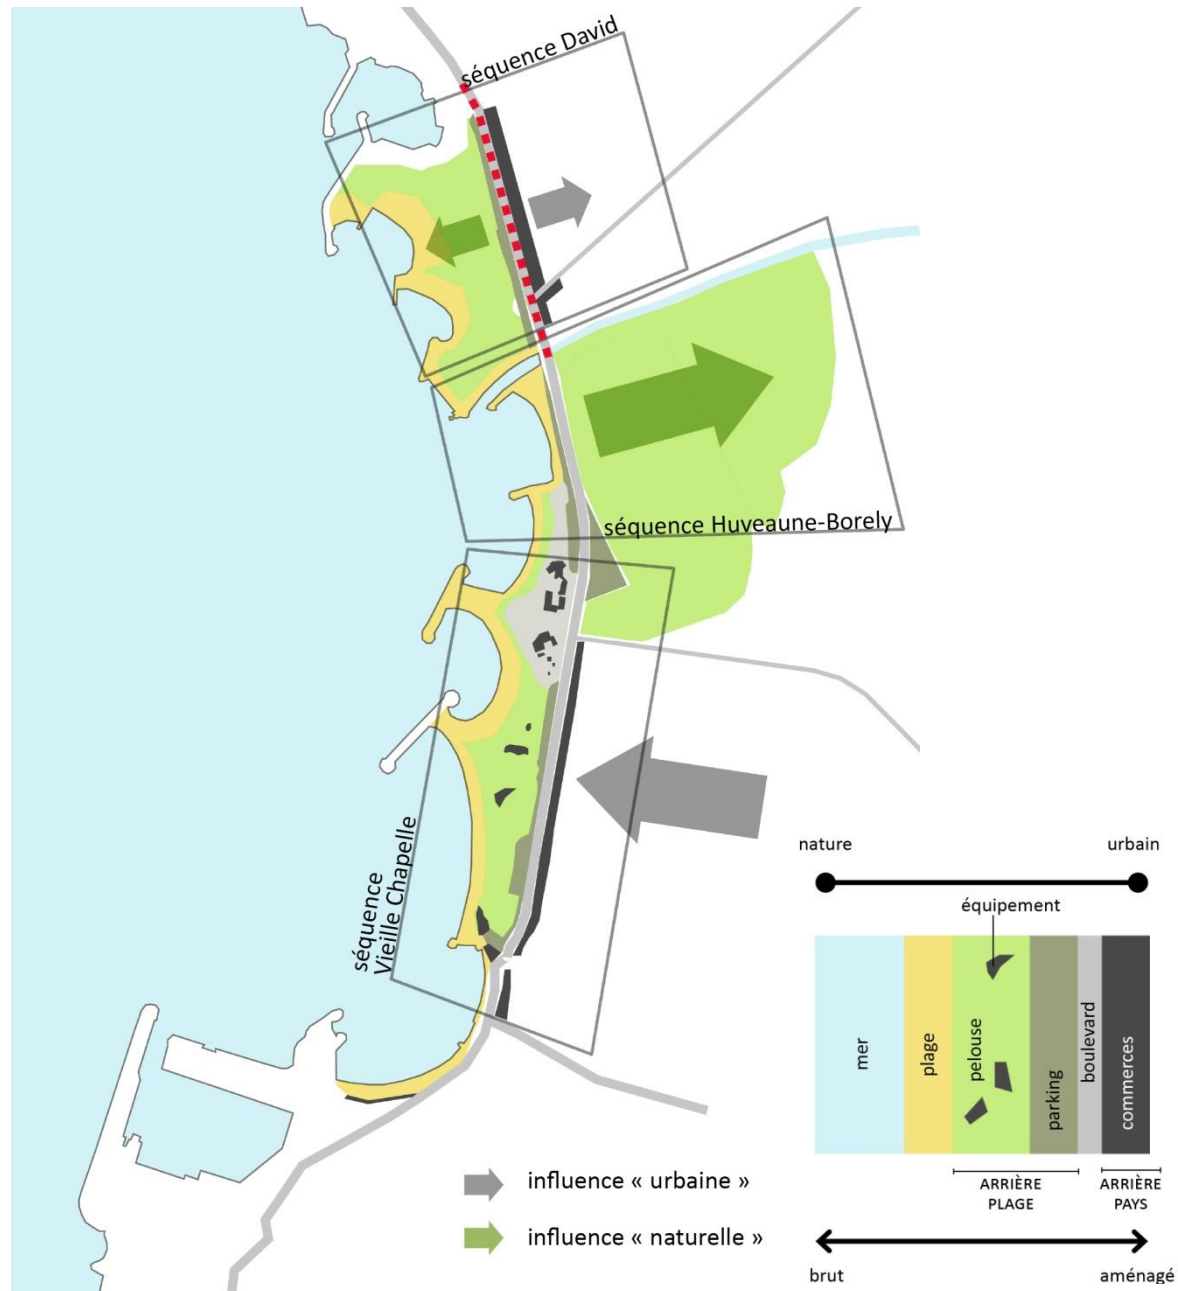 séquence David
séquence Huveaune-Borely
séquence
Vieille Chapelle
nature
urbain
équipement
mer
plage
pelouse
parking
boulevard
commerces
ARRIÈRE
PLAGE
ARRIÈRE
PAYS
brut
aménagé
influence « urbaine »
influence « naturelle »